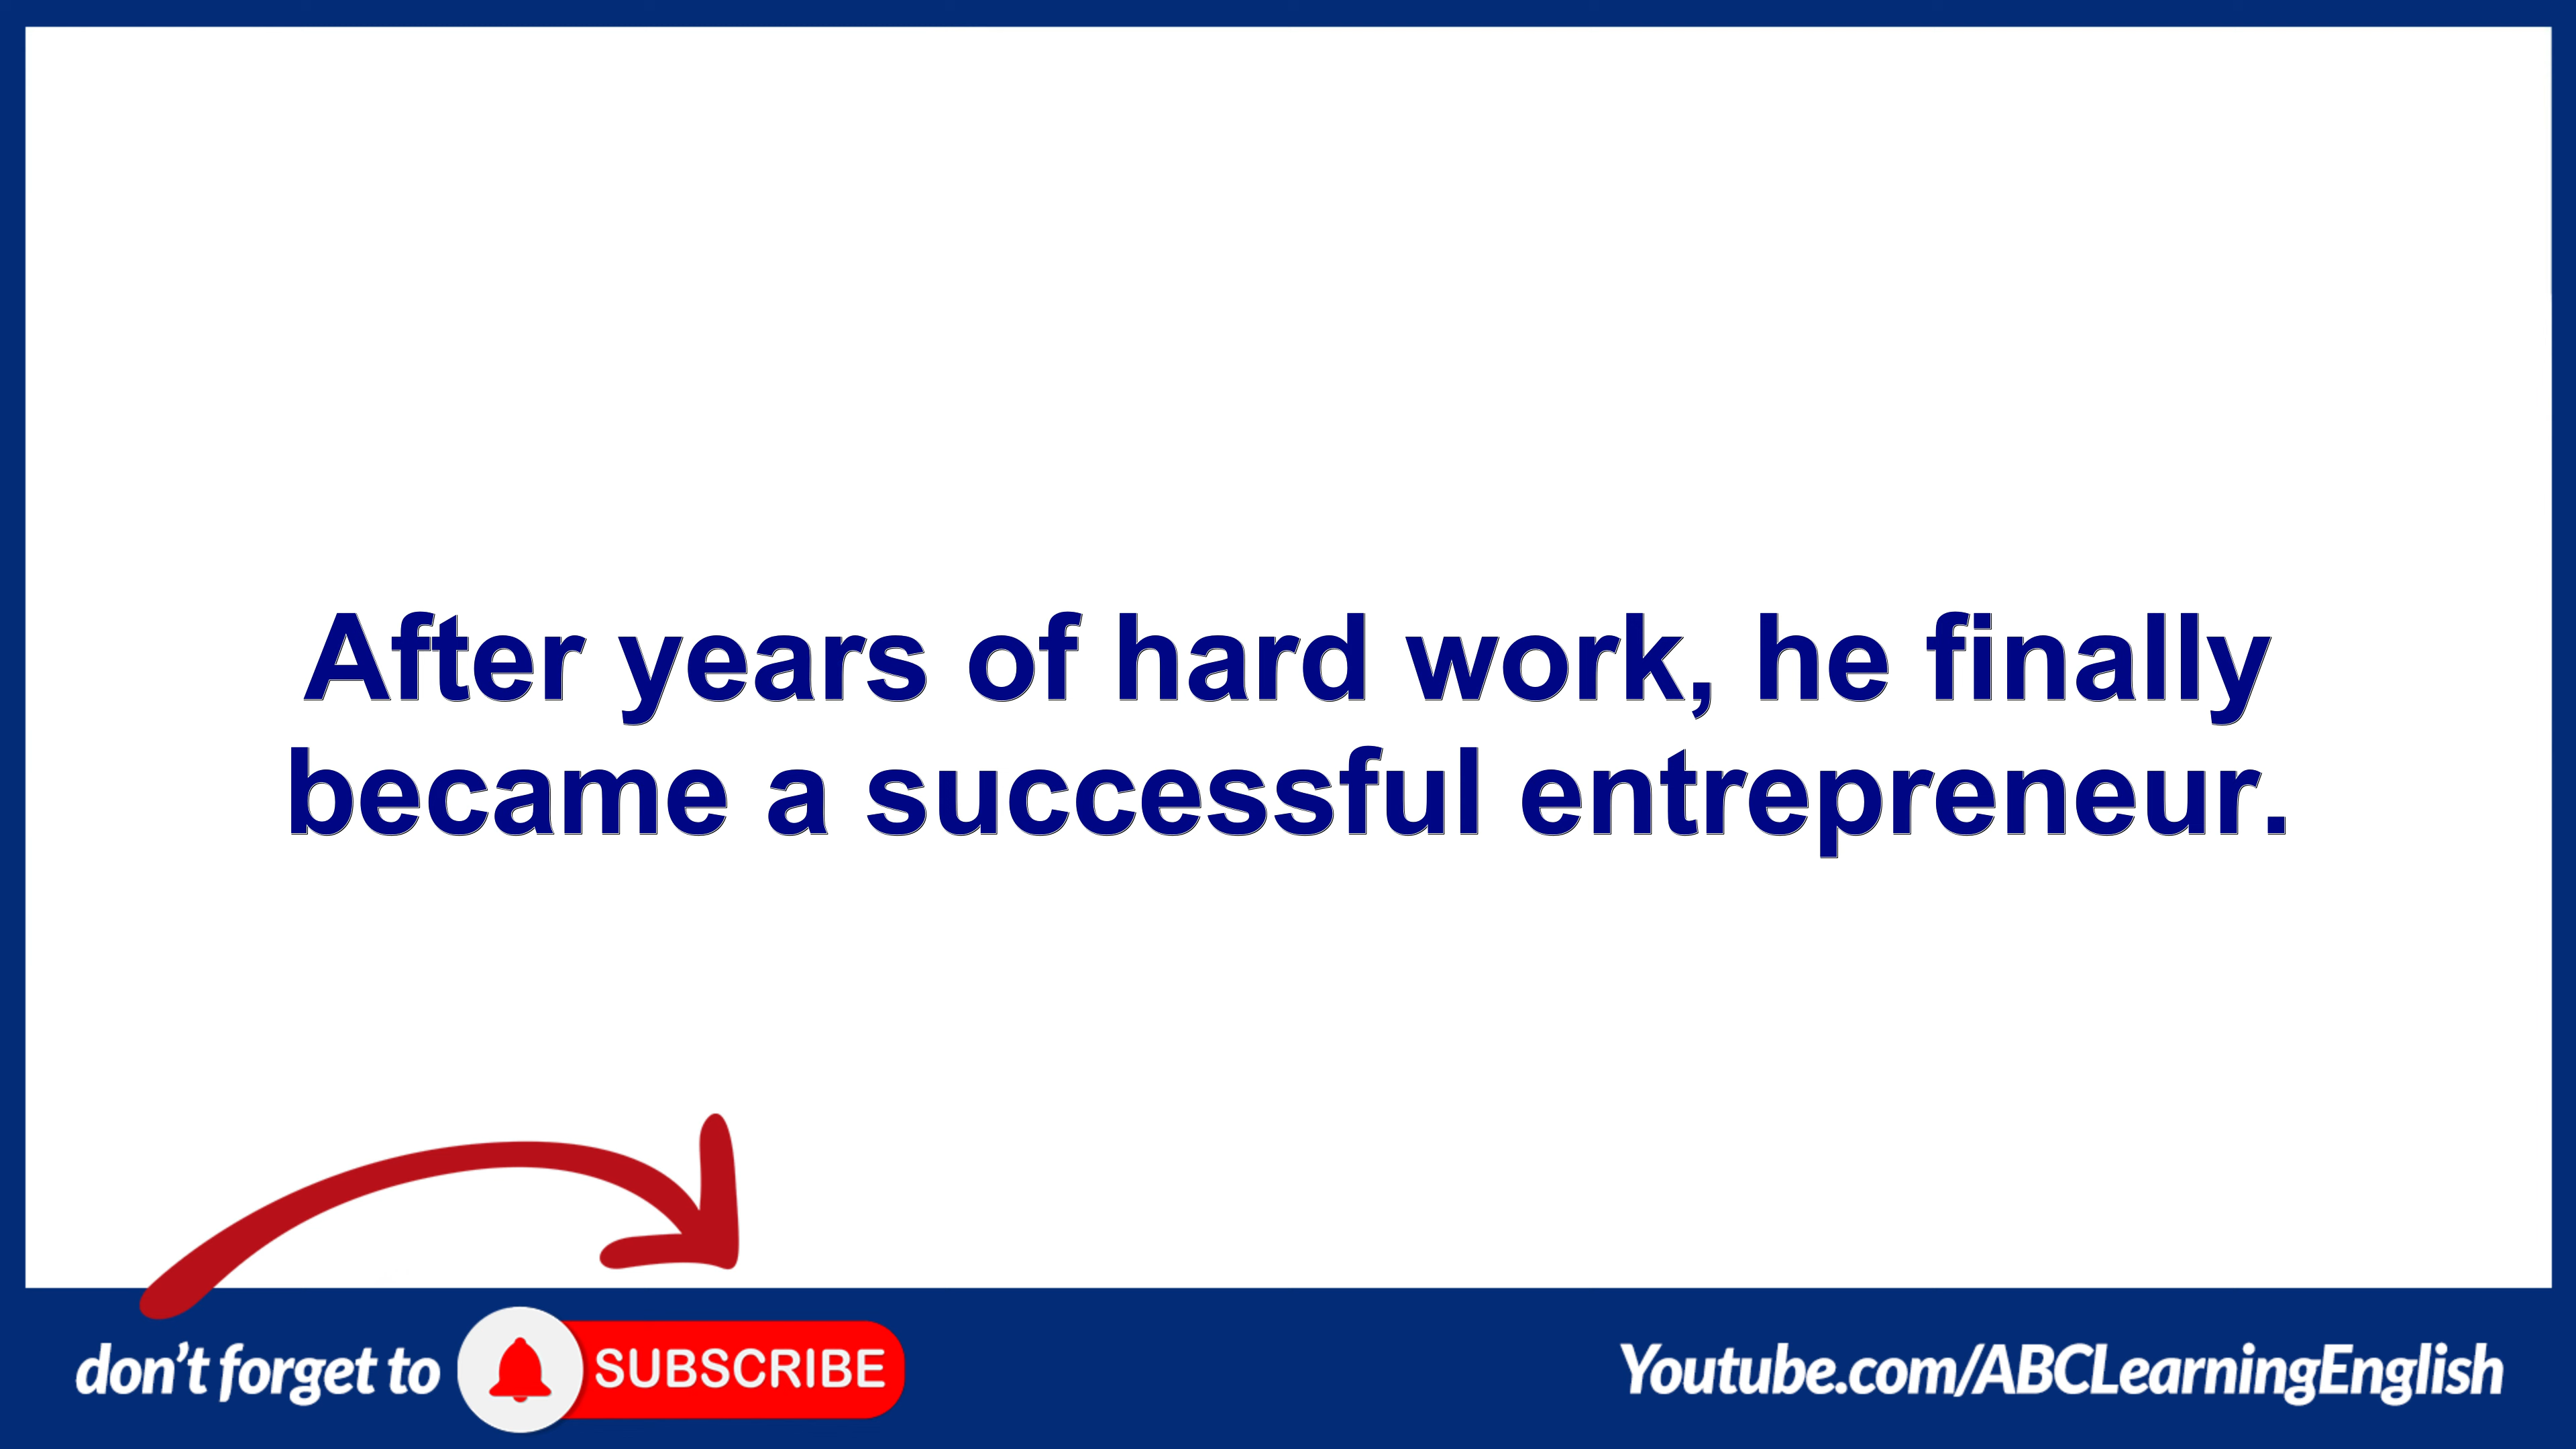 After years of hard work, he finally
became a successful entrepreneur.
don't forget to SUBSCRIBE
Youtube.com/ABCLearningEnglish